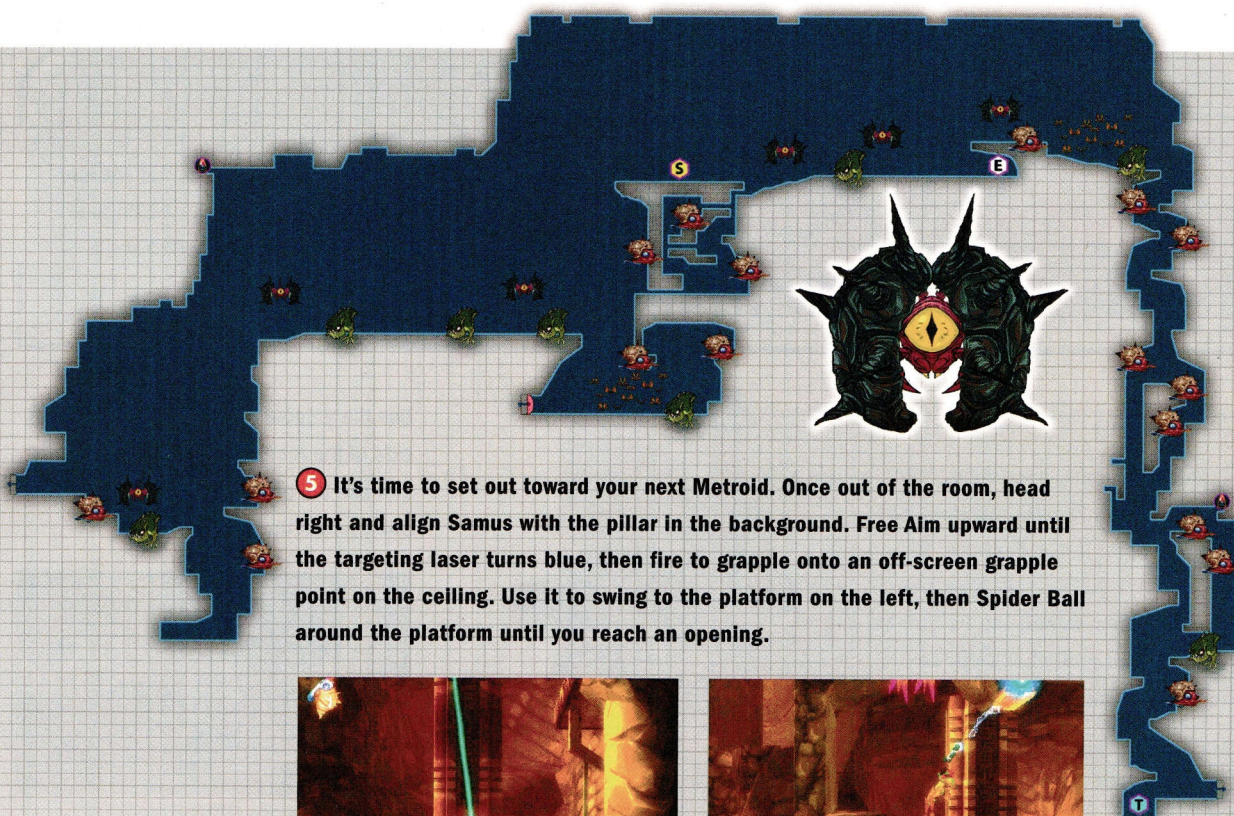 S
E
5 It's time to set out toward your next Metroid. Once out of the room, head
right and align Samus with the pillar in the background. Free Aim upward until
the targeting laser turns blue, then fire to grapple onto an off-screen grapple
point on the ceiling. Use it to swing to the platform on the left, then Spider Ball
around the platform until you reach an opening.
T